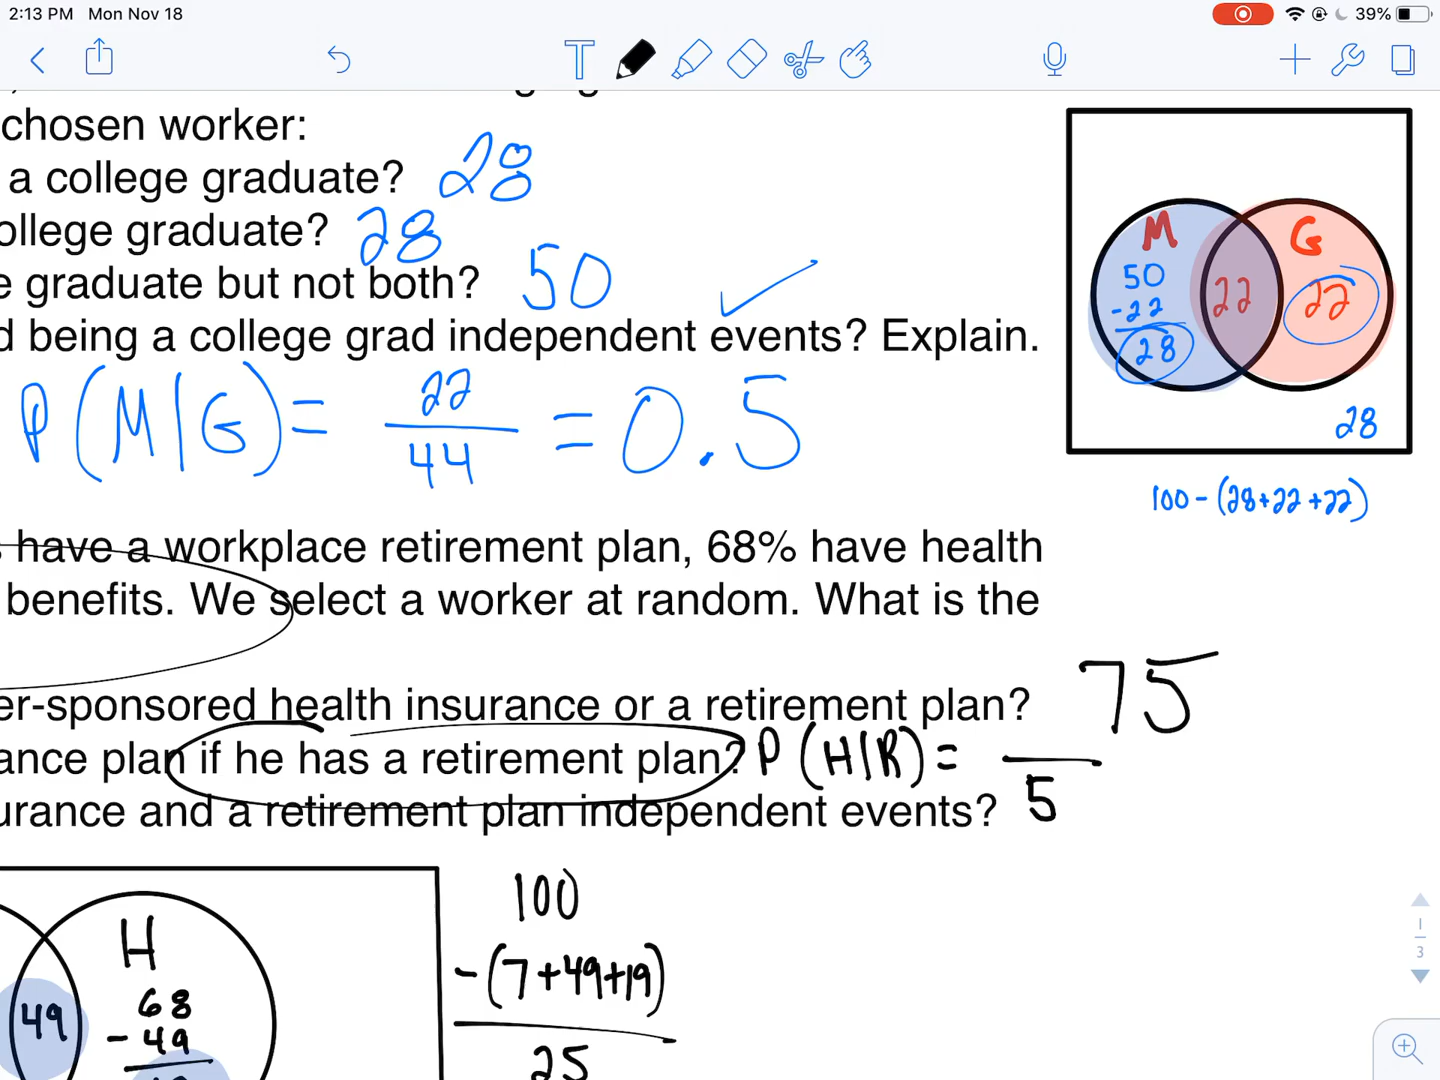 2:13 PM Mon Nov 18
39%
T
chosen worker:
a college graduate? 28
ollege graduate? 28
e graduate but not both? 50
d being a college grad independent events? Explain.
P(M|G) = 22/44 = 0.5
M
G
50
-22
28
22
22
28
100-(28+22+22)
have a workplace retirement plan, 68% have health
benefits. We select a worker at random. What is the
er-sponsored health insurance or a retirement plan? 75
ance plan if he has a retirement plan? P(H|R) =
urance and a retirement plan independent events? 5
H
68
-49
49
100
-(7+49+19)
25
1
3